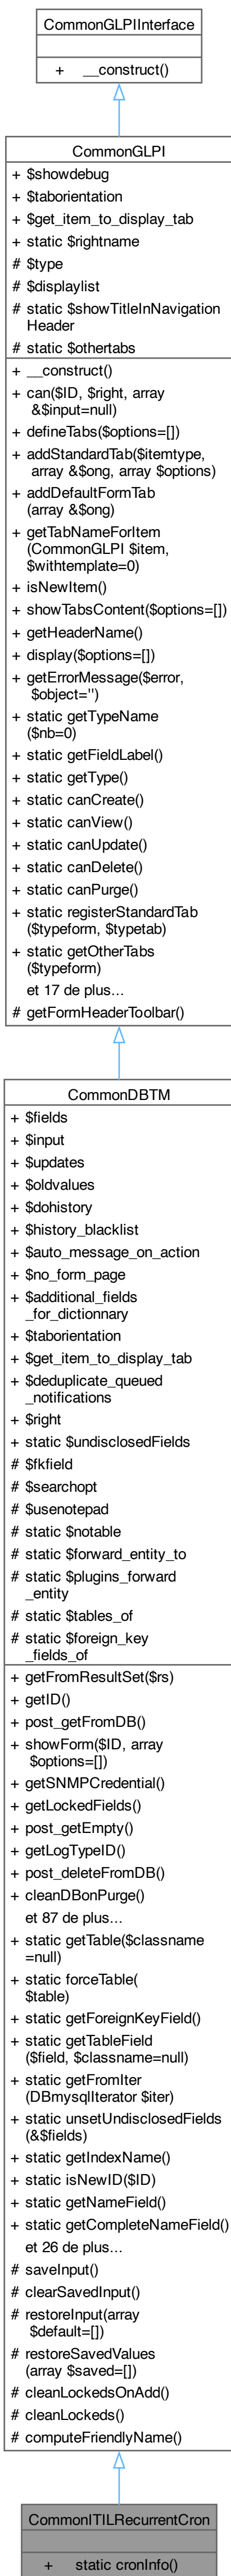 CommonGLPIInterface
+ __construct()
CommonGLPI
+ $showdebug
+ $taborientation
+ $get_item_to_display_tab
+ static $rightname
# $type
# $displaylist
# static $showTitleInNavigation
Header
# static $othertabs
+ __construct()
+ can($ID, $right, array
&$input=null)
+ defineTabs($options=[])
+ addStandardTab($itemtype,
array &$ong, array $options)
+ addDefaultFormTab
(array &$ong)
+ getTabNameForItem
(CommonGLPI $item,
$withtemplate=0)
+ isNewItem()
+ showTabsContent($options=[])
+ getHeaderName()
+ display($options=[])
+ getErrorMessage($error,
$object='')
+ static getTypeName
($nb=0)
+ static getFieldLabel()
+ static getType()
+ static canCreate()
+ static canView()
+ static canUpdate()
+ static canDelete()
+ static canPurge()
+ static registerStandardTab
($typeform, $typetab)
+ static getOtherTabs
($typeform)
et 17 de plus...
# getFormHeaderToolbar()
CommonDBTM
+ $fields
+ $input
+ $updates
+ $oldvalues
+ $dohistory
+ $history_blacklist
+ $auto_message_on_action
+ $no_form_page
+ $additional_fields
_for_dictionnary
+ $taborientation
+ $get_item_to_display_tab
+ $deduplicate_queued
_notifications
+ $right
+ static $undisclosedFields
# $fkfield
# $searchopt
# $usenotepad
# static $notable
# static $forward_entity_to
# static $plugins_forward
_entity
# static $tables_of
# static $foreign_key
_fields_of
+ getFromResultSet($rs)
+ getID()
+ post_getFromDB()
+ showForm($ID, array
$options=[])
+ getSNMPCredential()
+ getLockedFields()
+ post_getEmpty()
+ getLogTypeID()
+ post_deleteFromDB()
+ cleanDBonPurge()
et 87 de plus...
+ static getTable($classname
=null)
+ static forceTable(
$table)
+ static getForeignKeyField()
+ static getTableField
($field, $classname=null)
+ static getFromIter
(DBmysqlIterator $iter)
+ static unsetUndisclosedFields
(&$fields)
+ static getIndexName()
+ static isNewID($ID)
+ static getNameField()
+ static getCompleteNameField()
et 26 de plus...
# saveInput()
# clearSavedInput()
# restoreInput(array
$default=[])
# restoreSavedValues
(array $saved=[])
# cleanLockedsOnAdd()
# cleanLockeds()
# computeFriendlyName()
CommonITILRecurrentCron
+ static cronInfo()